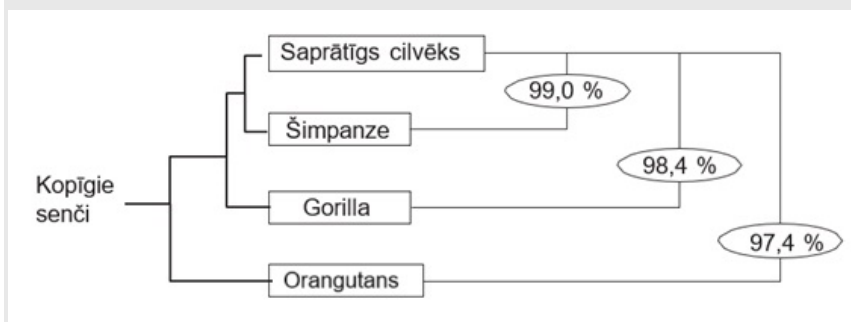 Saprātīgs cilvēks
99,0 %
Šimpanze
98,4 %
Kopīgie
senči
Gorilla
97,4 %
Orangutans